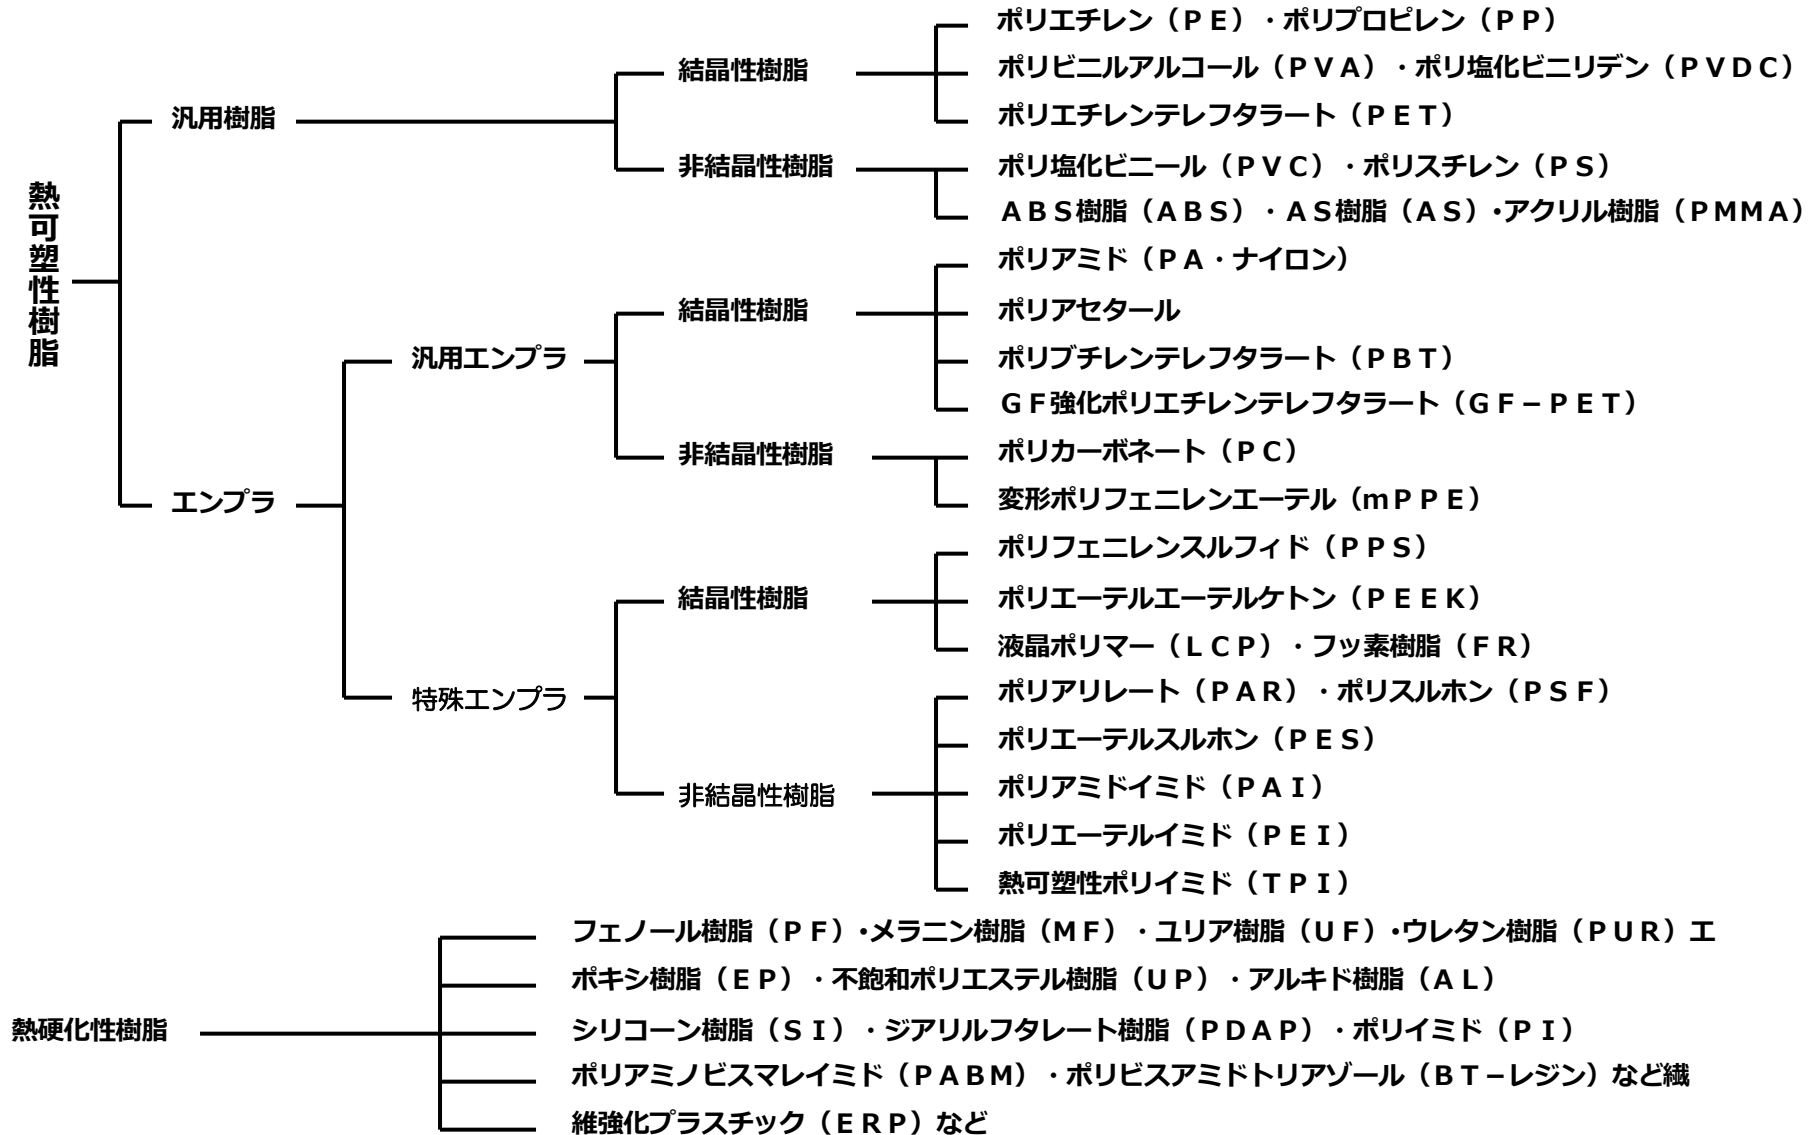 熱可塑性樹脂
汎用樹脂
結晶性樹脂
ポリエチレン（ＰＥ）・ポリプロピレン（ＰＰ）
ポリビニルアルコール（ＰＶＡ）・ポリ塩化ビニリデン（ＰＶＤＣ）
ポリエチレンテレフタラート（ＰＥＴ）
非結晶性樹脂
ポリ塩化ビニール（ＰＶＣ）・ポリスチレン（ＰＳ）
ＡＢＳ樹脂（ＡＢＳ）・ＡＳ樹脂（ＡＳ）・アクリル樹脂（ＰＭＭＡ）
エンプラ
汎用エンプラ
結晶性樹脂
ポリアミド（ＰＡ・ナイロン）
ポリアセタール
ポリブチレンテレフタラート（ＰＢＴ）
ＧＦ強化ポリエチレンテレフタラート（ＧＦ－ＰＥＴ）
非結晶性樹脂
ポリカーボネート（ＰＣ）
変形ポリフェニレンエーテル（ｍＰＰＥ）
特殊エンプラ
結晶性樹脂
ポリフェニレンスルフィド（ＰＰＳ）
ポリエーテルエーテルケトン（ＰＥＥＫ）
液晶ポリマー（ＬＣＰ）・フッ素樹脂（ＦＲ）
非結晶性樹脂
ポリアリレート（ＰＡＲ）・ポリスルホン（ＰＳＦ）
ポリエーテルスルホン（ＰＥＳ）
ポリアミドイミド（ＰＡＩ）
ポリエーテルイミド（ＰＥＩ）
熱可塑性ポリイミド（ＴＰＩ）
熱硬化性樹脂
フェノール樹脂（ＰＦ）・メラニン樹脂（ＭＦ）・ユリア樹脂（ＵＦ）・ウレタン樹脂（ＰＵＲ）エ
ポキシ樹脂（ＥＰ）・不飽和ポリエステル樹脂（ＵＰ）・アルキド樹脂（ＡＬ）
シリコーン樹脂（ＳＩ）・ジアリルフタレート樹脂（ＰＤＡＰ）・ポリイミド（ＰＩ）
ポリアミノビスマレイミド（ＰＡＢＭ）・ポリビスアミドトリアゾール（ＢＴ－レジン）など繊
維強化プラスチック（ＥＲＰ）など